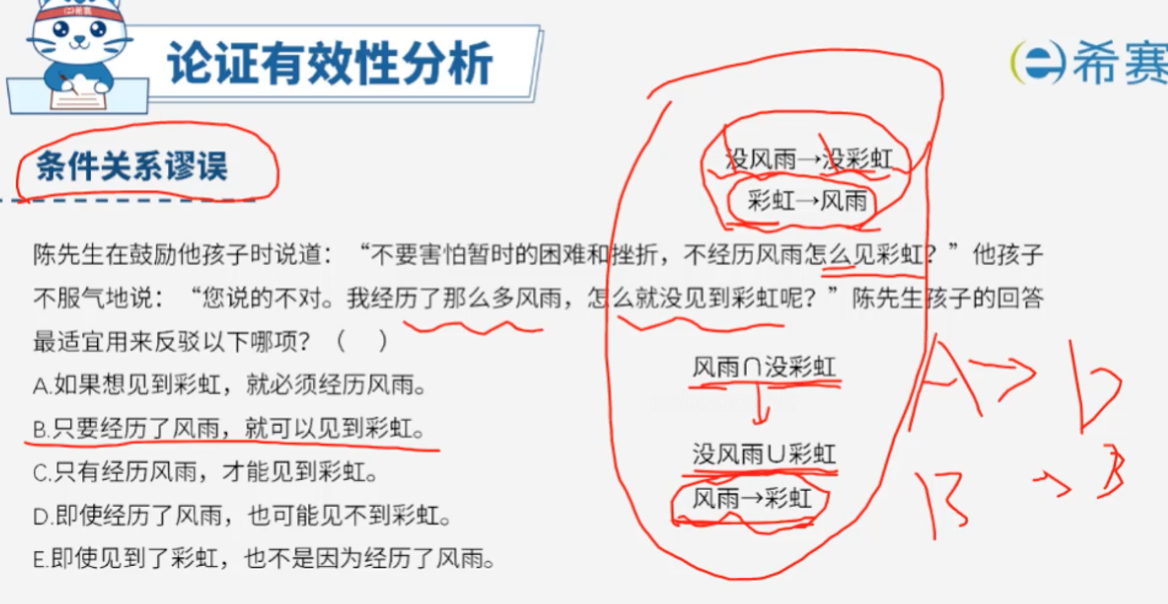 论证有效性分析
希赛
条件关系谬误
没风雨→没彩虹
彩虹→风雨
陈先生在鼓励他孩子时说道：“不要害怕暂时的困难和挫折，不经历风雨怎么见彩虹？”他孩子
不服气地说：“您说的不对。我经历了那么多风雨，怎么就没见到彩虹呢？”陈先生孩子的回答
最适宜用来反驳以下哪项？（ ）
风雨∩没彩虹
A.如果想见到彩虹，就必须经历风雨。
B.只要经历了风雨，就可以见到彩虹。
没风雨∪彩虹
C.只有经历风雨，才能见到彩虹。
风雨→彩虹
D.即使经历了风雨，也可能见不到彩虹。
E.即使见到了彩虹，也不是因为经历了风雨。